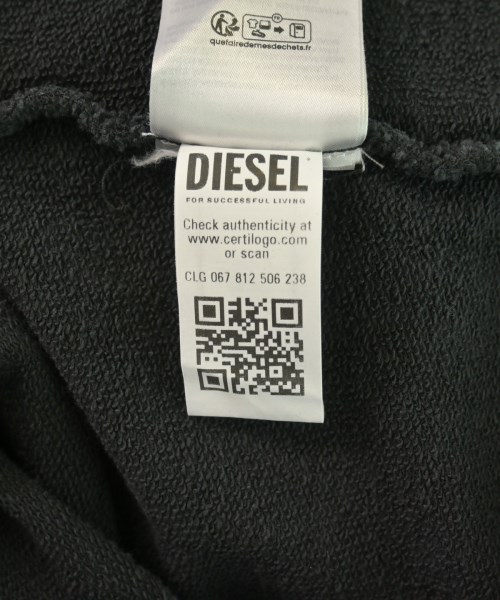 FR
quefairedemesdechets.fr
DIESEL
FOR SUCCESSFUL LIVING
Check authenticity at
www.certilogo.com
or scan
CLG 067 812 506 238